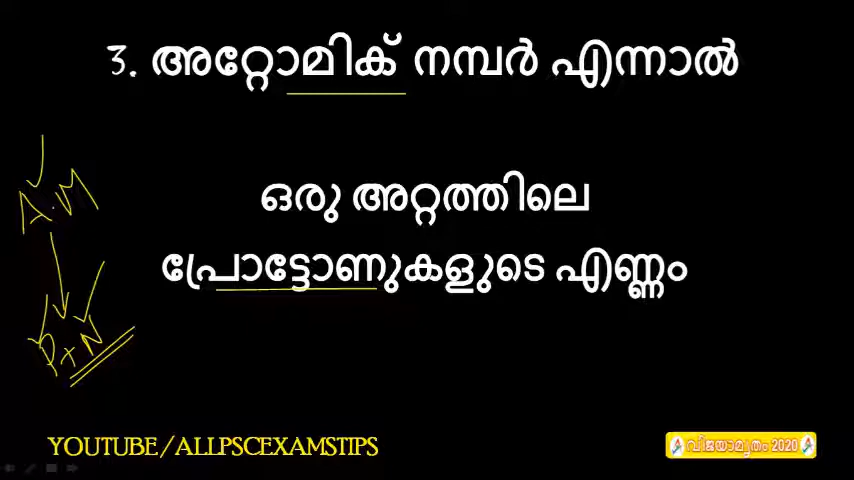 3. അറ്റോമിക് നമ്പർ എന്നാൽ
ഒരു അറ്റത്തിലെ
പ്രോട്ടോണുകളുടെ എണ്ണം
A.M
P+N
YOUTUBE/ALLPSCEXAMSTIPS
വിജയാമൃതം 2020